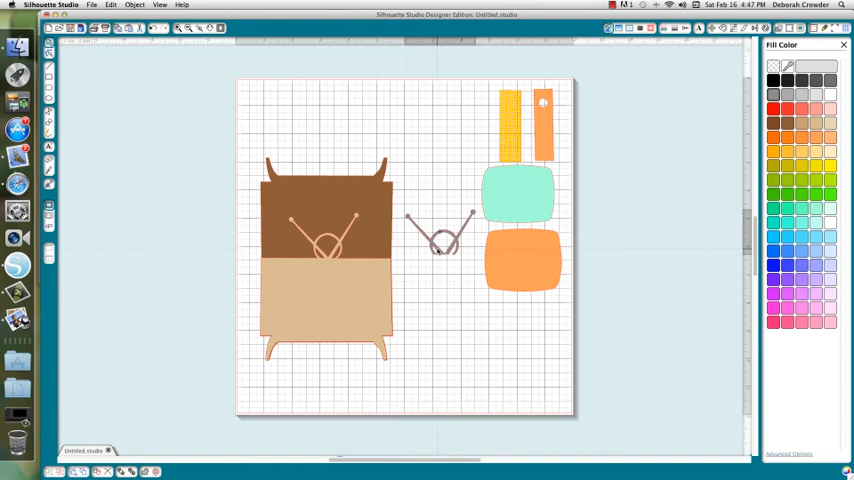 Silhouette Studio File Edit Object View Help
1 Sat Feb 16 4:47 PM Deborah Crowder
Silhouette Studio Designer Edition: Untitled.studio
Fill Color
Advanced Options
Untitled.studio